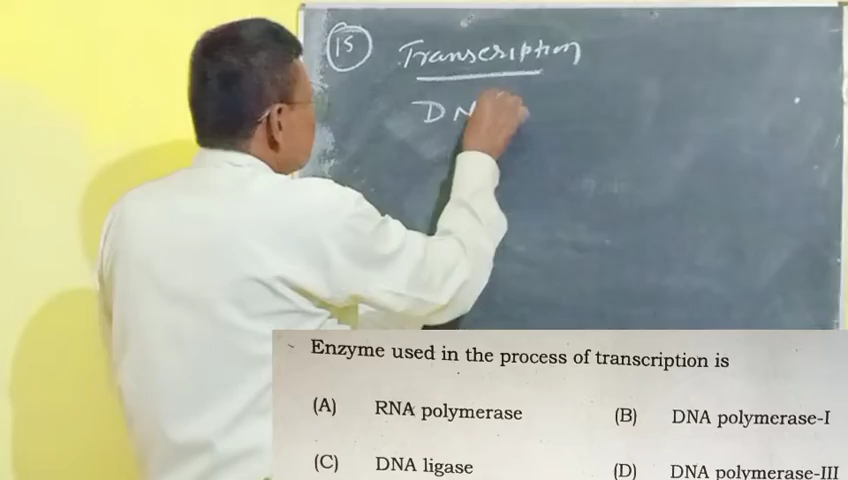 15 Transcription
DN
Enzyme used in the process of transcription is
(A) RNA polymerase (B) DNA polymerase-I
(C) DNA ligase (D) DNA polymerase-III